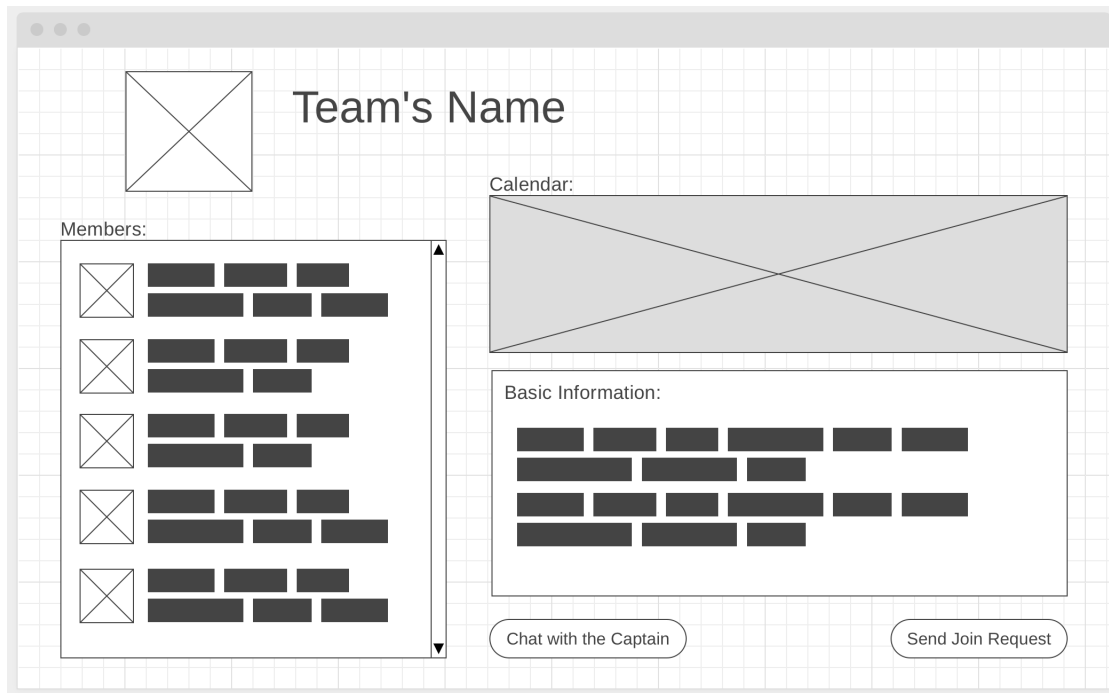 Team's Name
Calendar:
Members:
Basic Information:
Chat with the Captain
Send Join Request